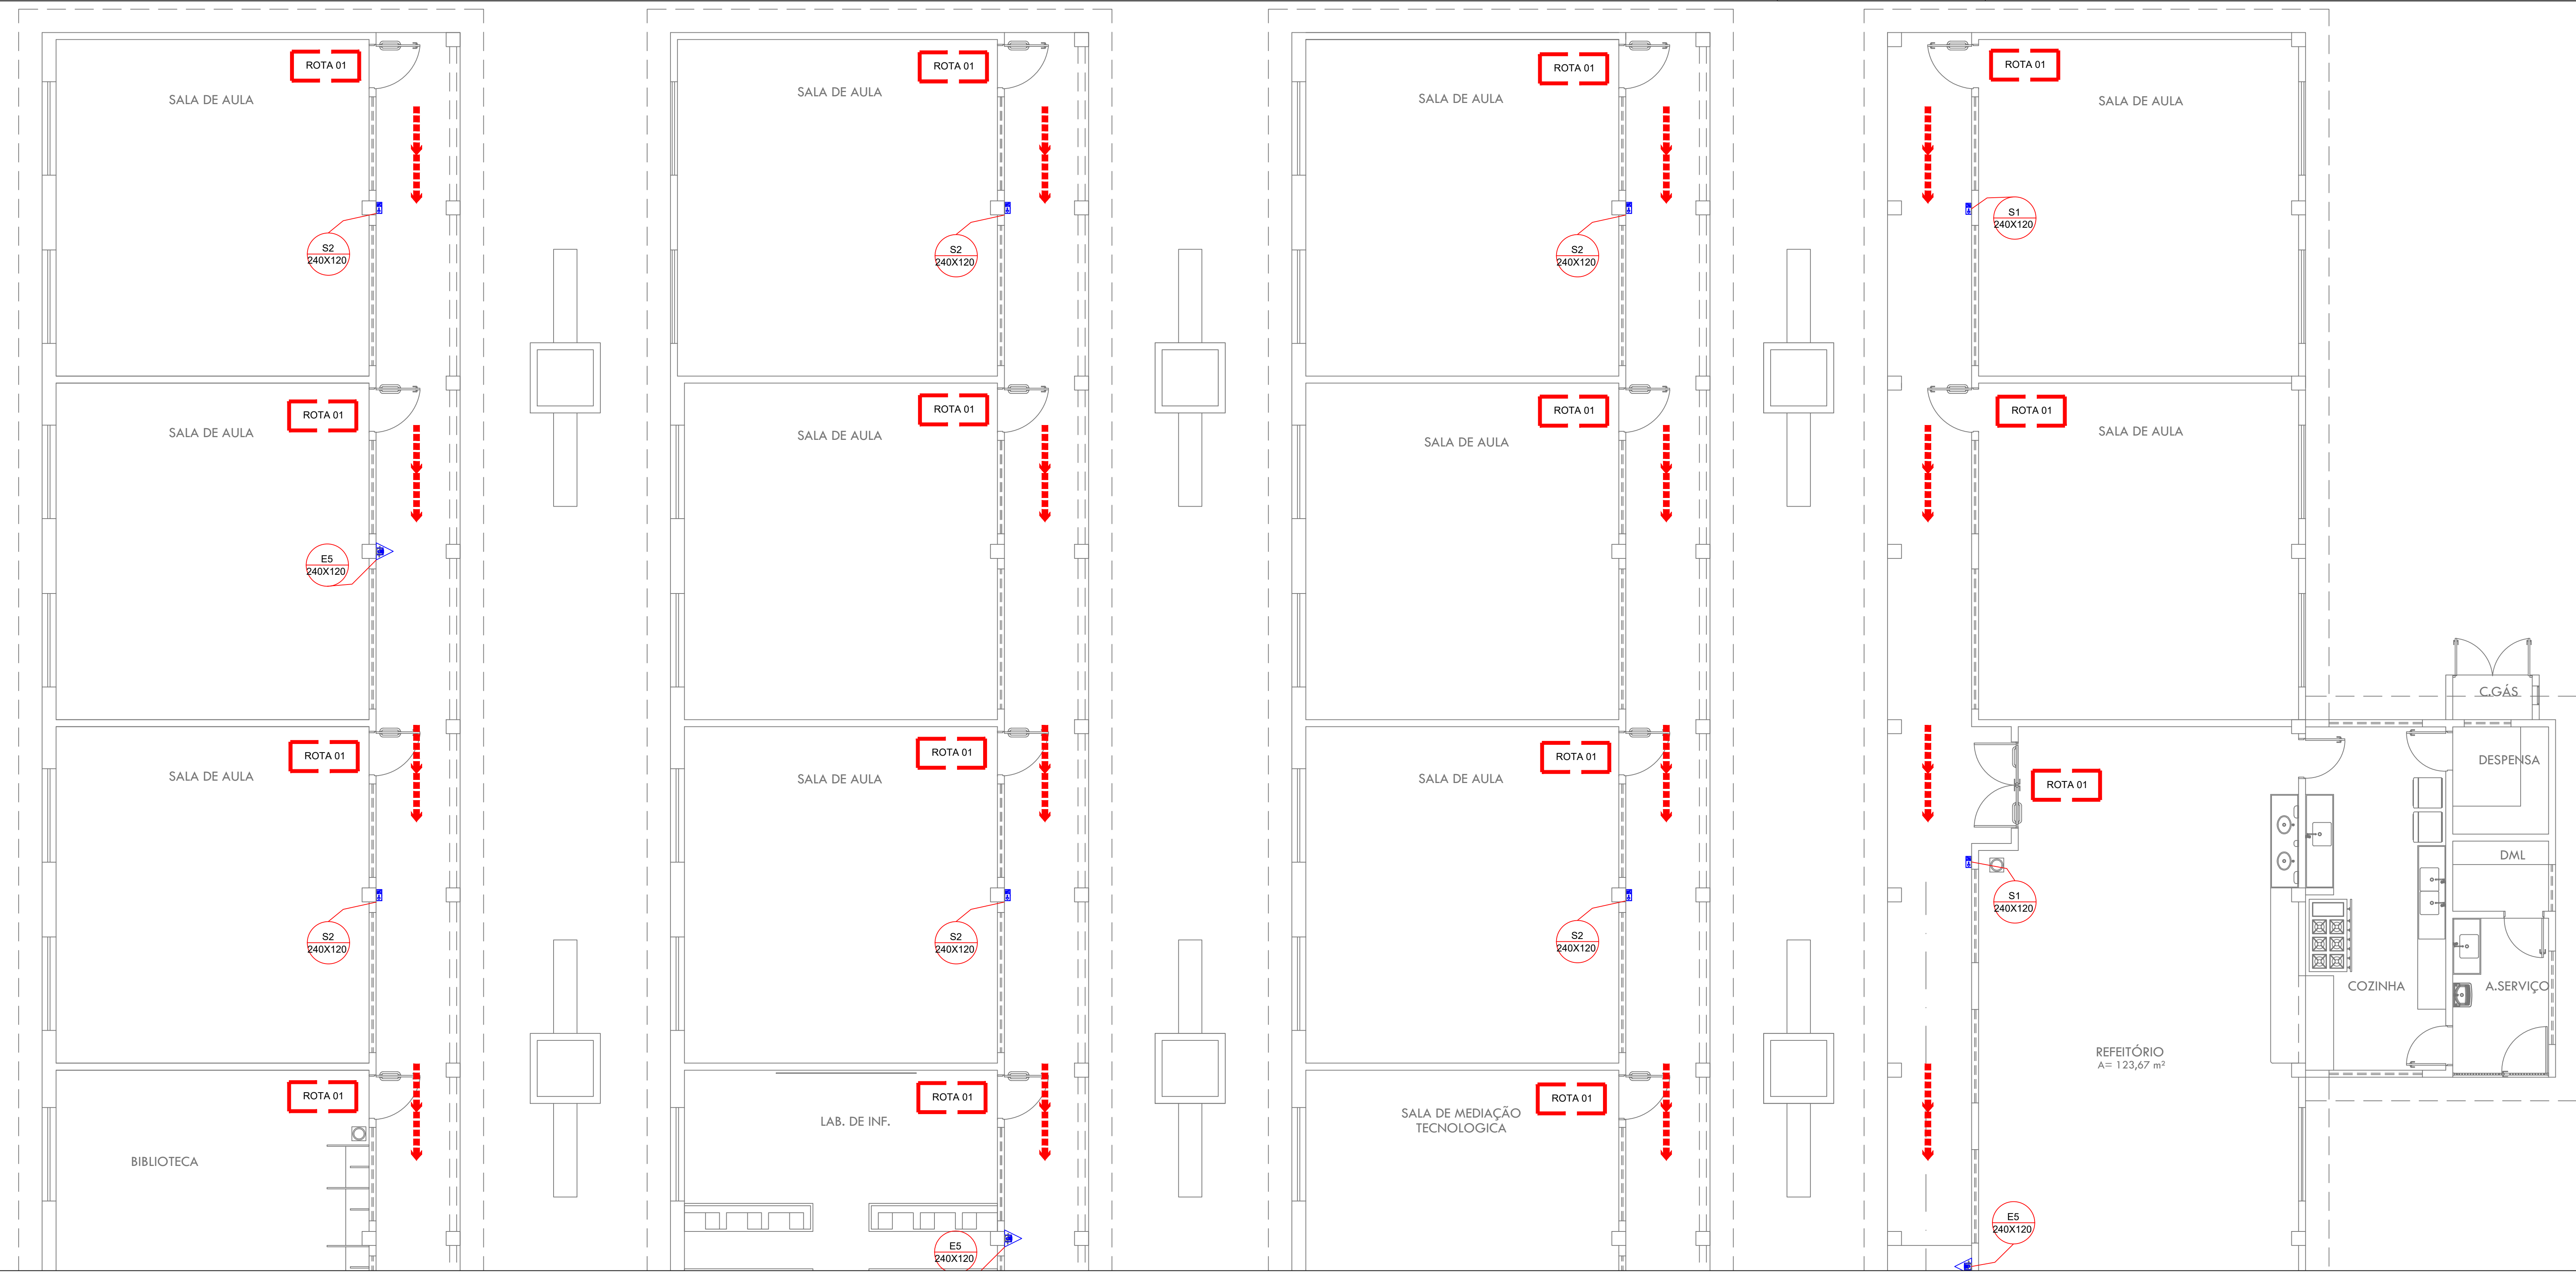 ROTA 01
SALA DE AULA
S2
240X120
ROTA 01
SALA DE AULA
E5
240X120
ROTA 01
SALA DE AULA
S2
240X120
ROTA 01
BIBLIOTECA
ROTA 01
SALA DE AULA
S2
240X120
ROTA 01
SALA DE AULA
ROTA 01
SALA DE AULA
S2
240X120
ROTA 01
LAB. DE INF.
E5
240X120
ROTA 01
SALA DE AULA
S2
240X120
ROTA 01
SALA DE AULA
ROTA 01
SALA DE AULA
S2
240X120
ROTA 01
SALA DE MEDIAÇÃO
TECNOLOGICA
ROTA 01
SALA DE AULA
S1
240X120
ROTA 01
SALA DE AULA
ROTA 01
S1
240X120
REFEITÓRIO
A= 123,67 m²
E5
240X120
C.GÁS
DESPENSA
DML
COZINHA
A.SERVIÇO